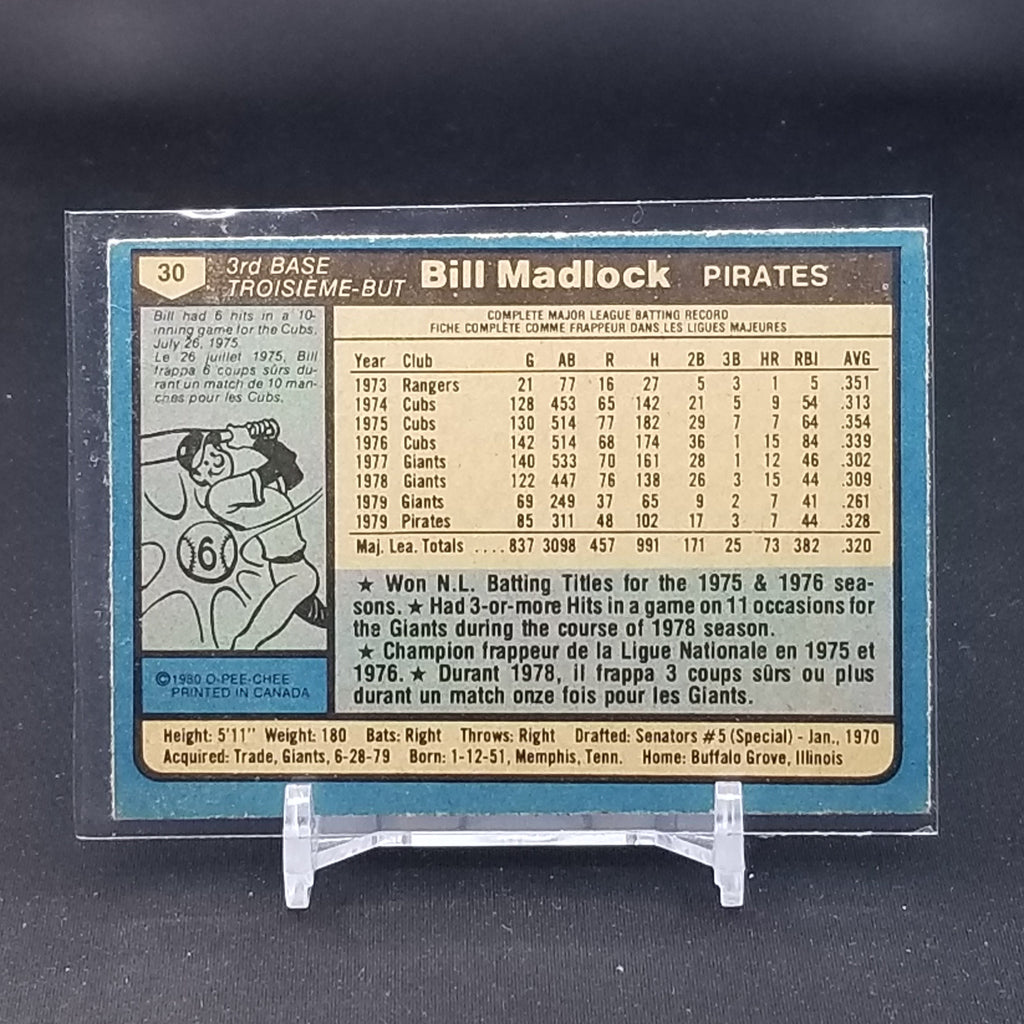 30
3rd BASE
TROISIEME-BUT
Bill Madlock
PIRATES
Bill had 6 hits in a 10-
inning game for the Cubs,
July 26, 1975.
Le 26 juillet 1975, Bill
frappa 6 coups sûrs du-
rant un match de 10 man-
ches pour les Cubs.
6
©1980 O-PEE-CHEE
PRINTED IN CANADA
COMPLETE MAJOR LEAGUE BATTING RECORD
FICHE COMPLÈTE COMME FRAPPEUR DANS LES LIGUES MAJEURES
Year Club G AB R H 2B 3B HR RBI AVG
1973 Rangers 21 77 16 27 5 3 1 5 .351
1974 Cubs 128 453 65 142 21 5 9 54 .313
1975 Cubs 130 514 77 182 29 7 7 64 .354
1976 Cubs 142 514 68 174 36 1 15 84 .339
1977 Giants 140 533 70 161 28 1 12 46 .302
1978 Giants 122 447 76 138 26 3 15 44 .309
1979 Giants 69 249 37 65 9 2 7 41 .261
1979 Pirates 85 311 48 102 17 3 7 44 .328
Maj. Lea. Totals .... 837 3098 457 991 171 25 73 382 .320
★ Won N.L. Batting Titles for the 1975 & 1976 sea-
sons. ★ Had 3-or-more Hits in a game on 11 occasions for
the Giants during the course of 1978 season.
★ Champion frappeur de la Ligue Nationale en 1975 et
1976. ★ Durant 1978, il frappa 3 coups sûrs ou plus
durant un match onze fois pour les Giants.
Height: 5'11" Weight: 180 Bats: Right Throws: Right Drafted: Senators #5 (Special) - Jan., 1970
Acquired: Trade, Giants, 6-28-79 Born: 1-12-51, Memphis, Tenn. Home: Buffalo Grove, Illinois